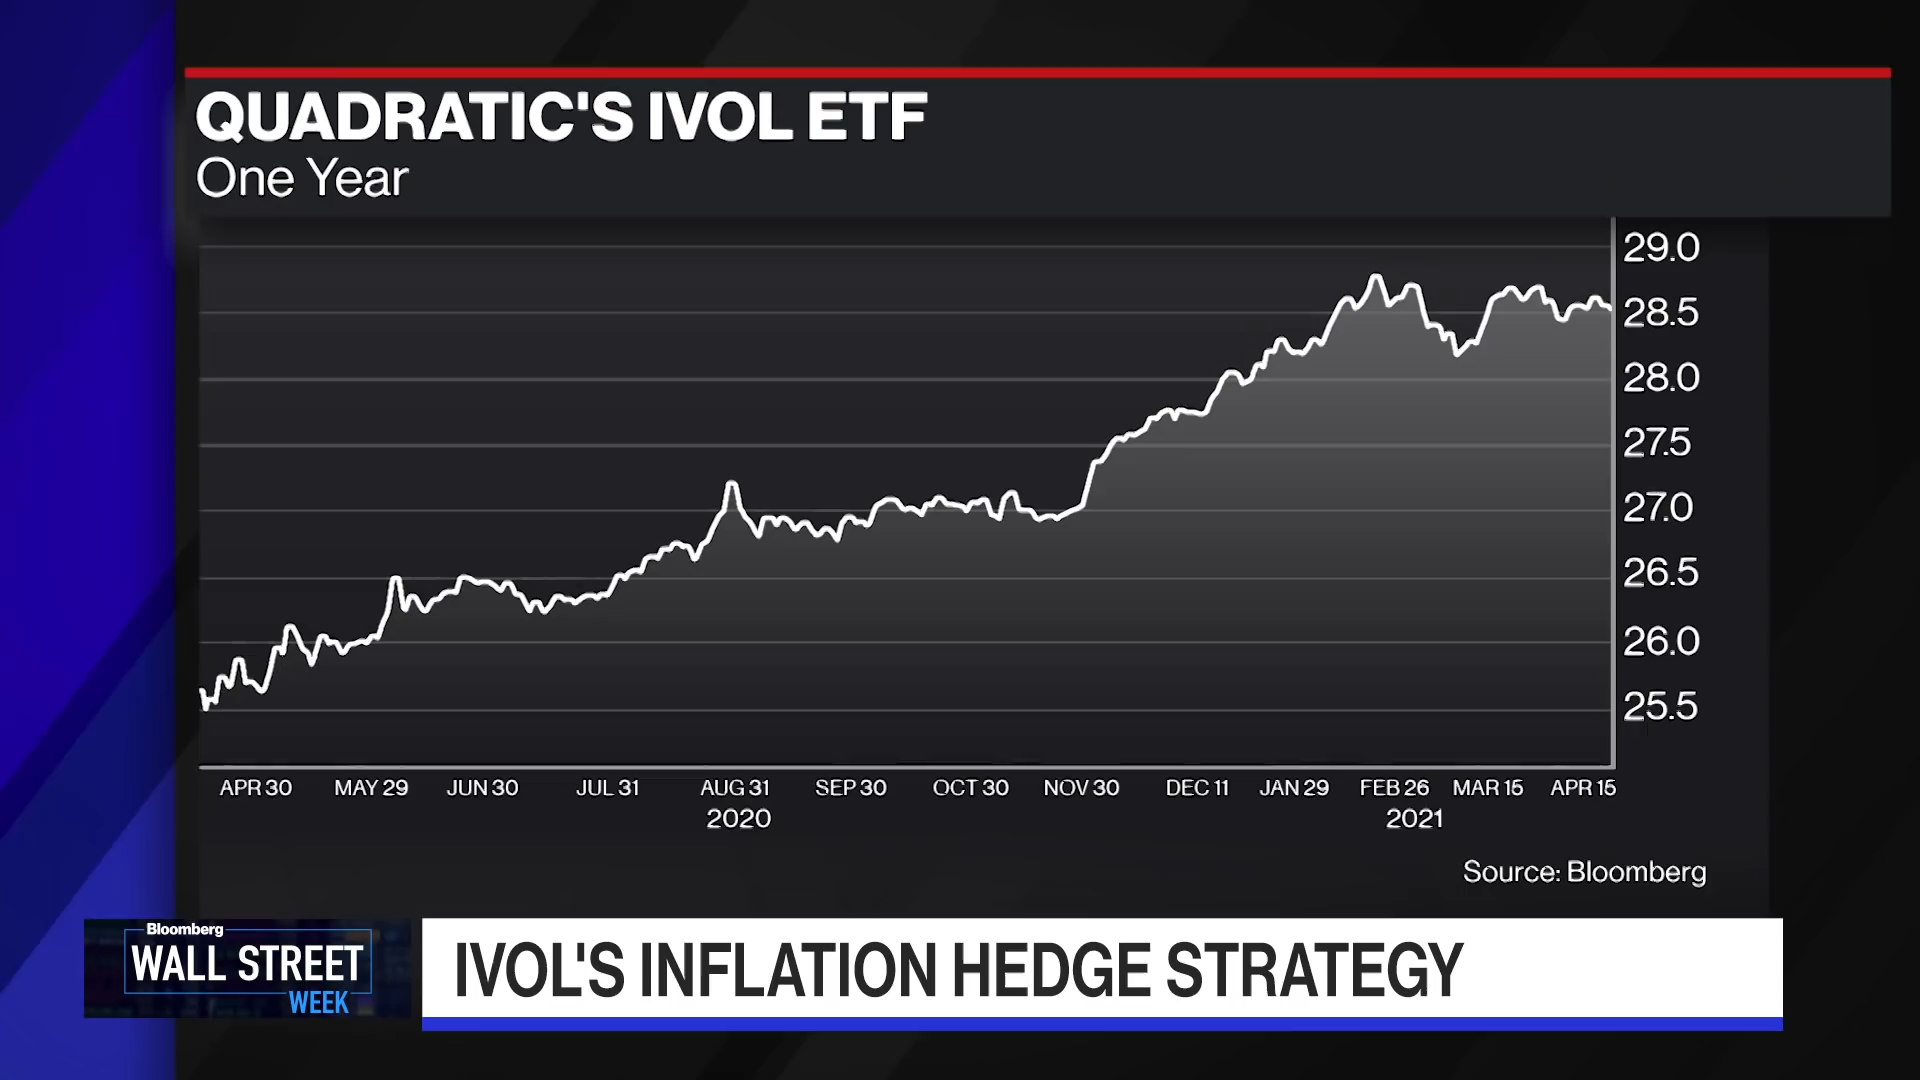 QUADRATIC'S IVOL ETF
One Year
29.0
28.5
28.0
27.5
27.0
26.5
26.0
25.5
APR 30 MAY 29 JUN 30 JUL 31 AUG 31 SEP 30 OCT 30 NOV 30 DEC 11 JAN 29 FEB 26 MAR 15 APR 15
2020 2021
Source: Bloomberg
Bloomberg
WALL STREET
WEEK
IVOL'S INFLATION HEDGE STRATEGY